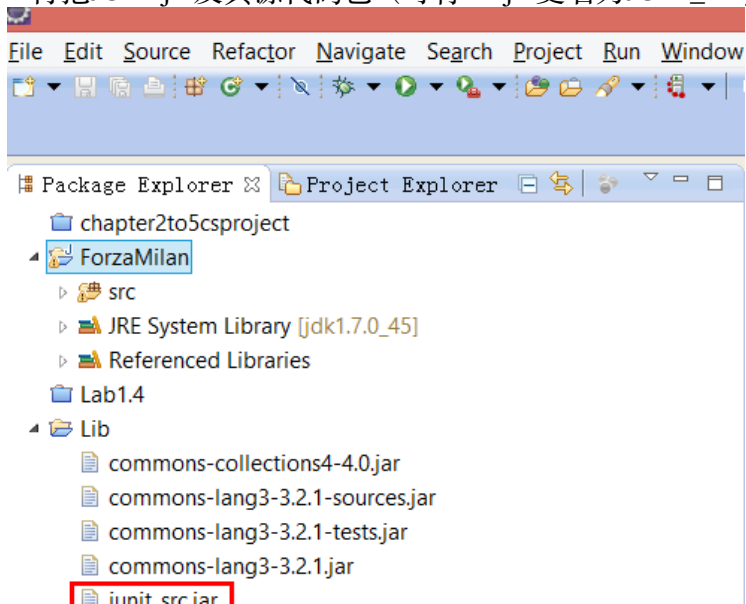 File Edit Source Refactor Navigate Search Project Run Window
Package Explorer Project Explorer
chapter2to5csproject
ForzaMilan
src
JRE System Library [jdk1.7.0_45]
Referenced Libraries
Lab1.4
Lib
commons-collections4-4.0.jar
commons-lang3-3.2.1-sources.jar
commons-lang3-3.2.1-tests.jar
commons-lang3-3.2.1.jar
junit_src.jar